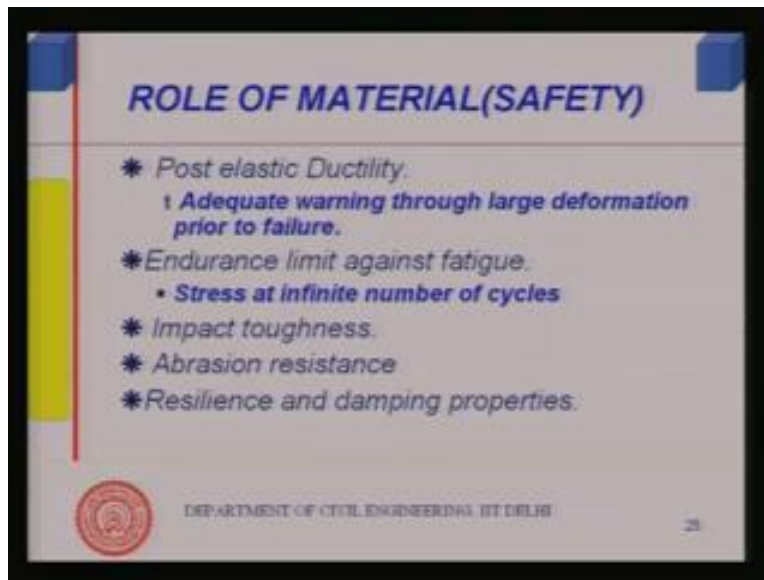 ROLE OF MATERIAL(SAFETY)
Post elastic Ductility.
Adequate warning through large deformation
prior to failure.
Endurance limit against fatigue.
▪ Stress at infinite number of cycles
Impact toughness.
Abrasion resistance
Resilience and damping properties.
DEPARTMENT OF CIVIL ENGINEERING, IIT DELHI